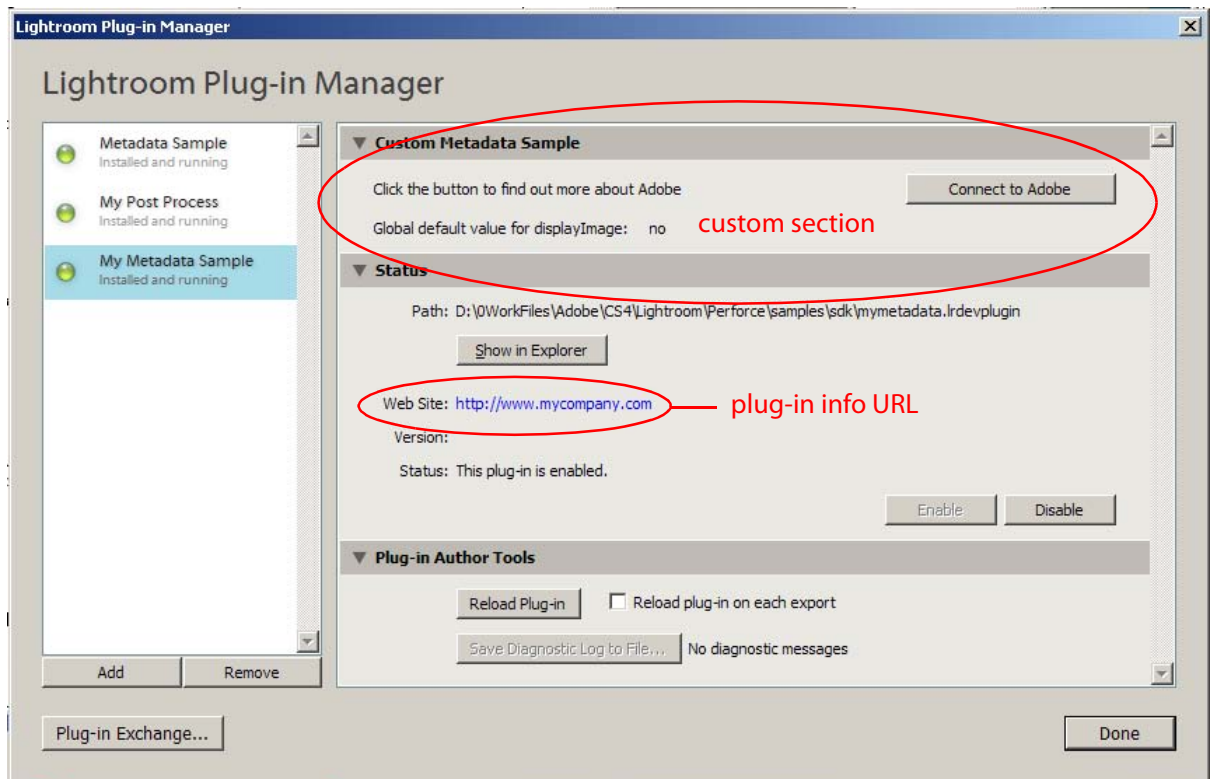 Lightroom Plug-in Manager
Lightroom Plug-in Manager
Metadata Sample
Installed and running
My Post Process
Installed and running
My Metadata Sample
Installed and running
Add
Remove
Custom Metadata Sample
Click the button to find out more about Adobe
Connect to Adobe
Global default value for displayImage: no
custom section
Status
Path: D:\0WorkFiles\Adobe\CS4\Lightroom\Perforce\samples\sdk\mymetadata.lrdevplugin
Show in Explorer
Web Site: http://www.mycompany.com
plug-in info URL
Version:
Status: This plug-in is enabled.
Enable
Disable
Plug-in Author Tools
Reload Plug-in
Reload plug-in on each export
Save Diagnostic Log to File...
No diagnostic messages
Plug-in Exchange...
Done